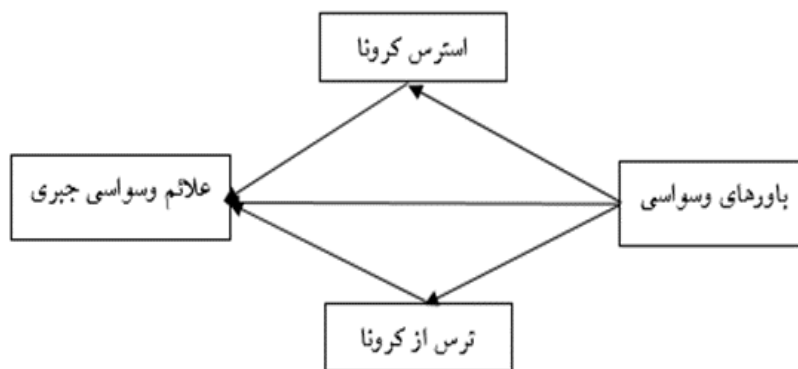 استرس کرونا
باورهای وسواسی
علائم وسواسی جبری
ترس از کرونا